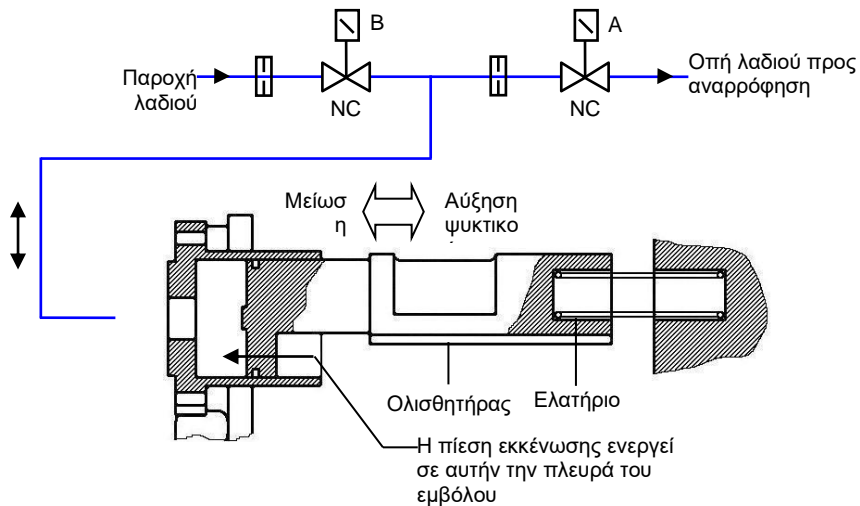 B
A
Παροχή
λαδιού
NC
NC
Οπή λαδιού προς
αναρρόφηση
Μείωσ
η
Αύξηση
ψυκτικο
Ολισθητήρας
Ελατήριο
Η πίεση εκκένωσης ενεργεί
σε αυτήν την πλευρά του
εμβόλου